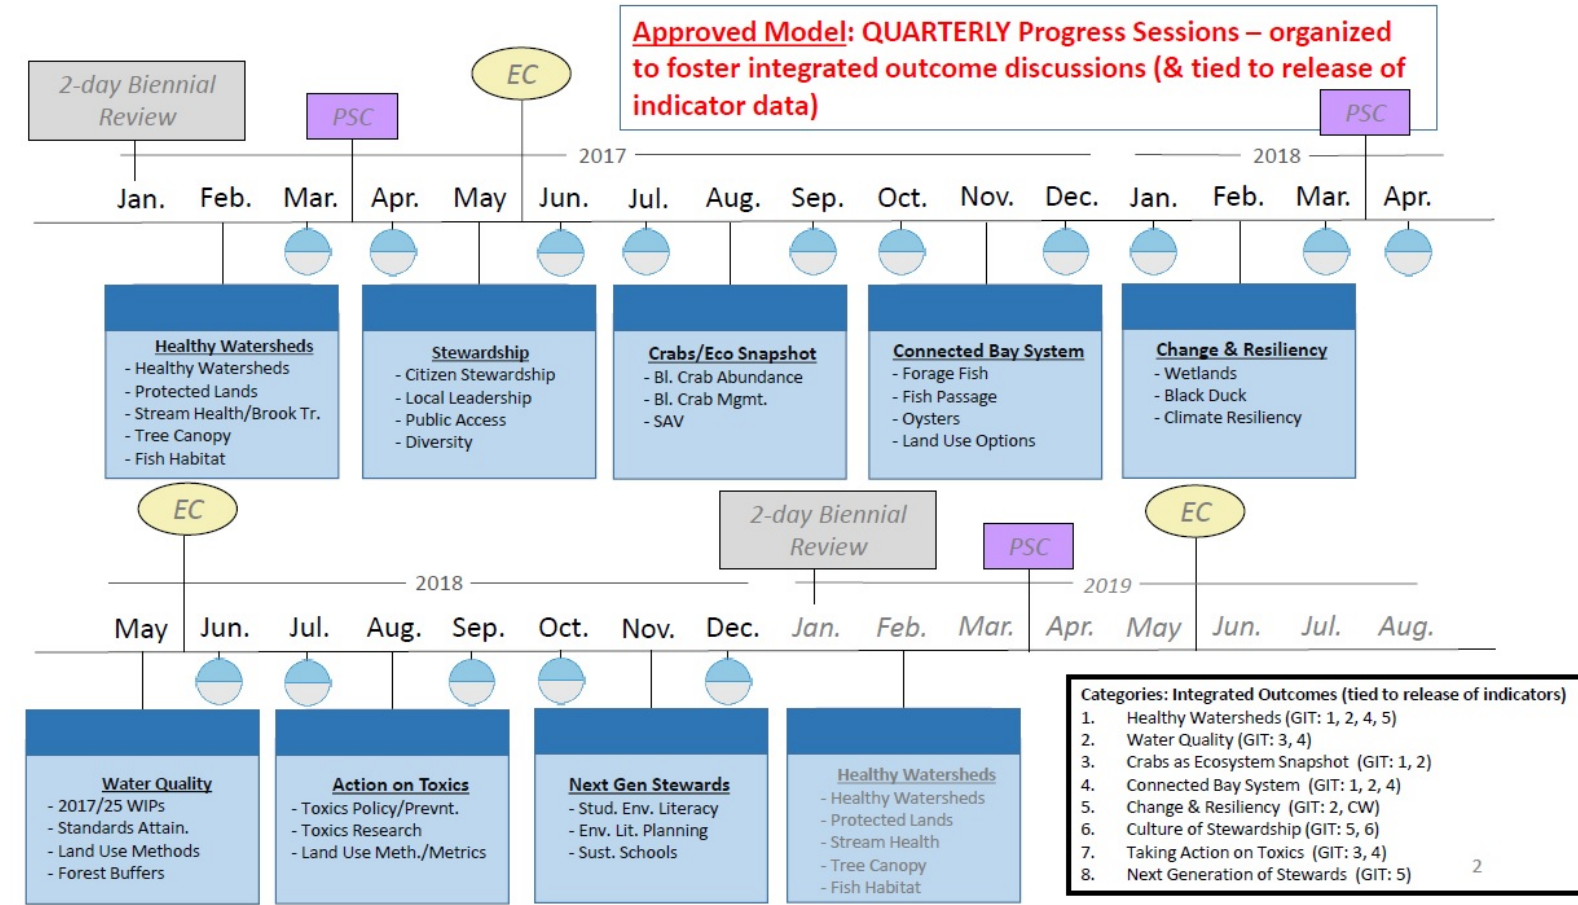 Approved Model: QUARTERLY Progress Sessions – organized
to foster integrated outcome discussions (& tied to release of
indicator data)
2-day Biennial
Review
PSC
EC
PSC
2017
2018
Jan.
Feb.
Mar.
Apr.
May
Jun.
Jul.
Aug.
Sep.
Oct.
Nov.
Dec.
Jan.
Feb.
Mar.
Apr.
Healthy Watersheds
- Healthy Watersheds
- Protected Lands
- Stream Health/Brook Tr.
- Tree Canopy
- Fish Habitat
Stewardship
- Citizen Stewardship
- Local Leadership
- Public Access
- Diversity
Crabs/Eco Snapshot
- Bl. Crab Abundance
- Bl. Crab Mgmt.
- SAV
Connected Bay System
- Forage Fish
- Fish Passage
- Oysters
- Land Use Options
Change & Resiliency
- Wetlands
- Black Duck
- Climate Resiliency
EC
2-day Biennial
Review
PSC
EC
2018
2019
May
Jun.
Jul.
Aug.
Sep.
Oct.
Nov.
Dec.
Jan.
Feb.
Mar.
Apr.
May
Jun.
Jul.
Aug.
Water Quality
- 2017/25 WIPs
- Standards Attain.
- Land Use Methods
- Forest Buffers
Action on Toxics
- Toxics Policy/Prevnt.
- Toxics Research
- Land Use Meth./Metrics
Next Gen Stewards
- Stud. Env. Literacy
- Env. Lit. Planning
- Sust. Schools
Healthy Watersheds
- Healthy Watersheds
- Protected Lands
- Stream Health
- Tree Canopy
- Fish Habitat
Categories: Integrated Outcomes (tied to release of indicators)
1. Healthy Watersheds (GIT: 1, 2, 4, 5)
2. Water Quality (GIT: 3, 4)
3. Crabs as Ecosystem Snapshot (GIT: 1, 2)
4. Connected Bay System (GIT: 1, 2, 4)
5. Change & Resiliency (GIT: 2, CW)
6. Culture of Stewardship (GIT: 5, 6)
7. Taking Action on Toxics (GIT: 3, 4)
8. Next Generation of Stewards (GIT: 5)
2